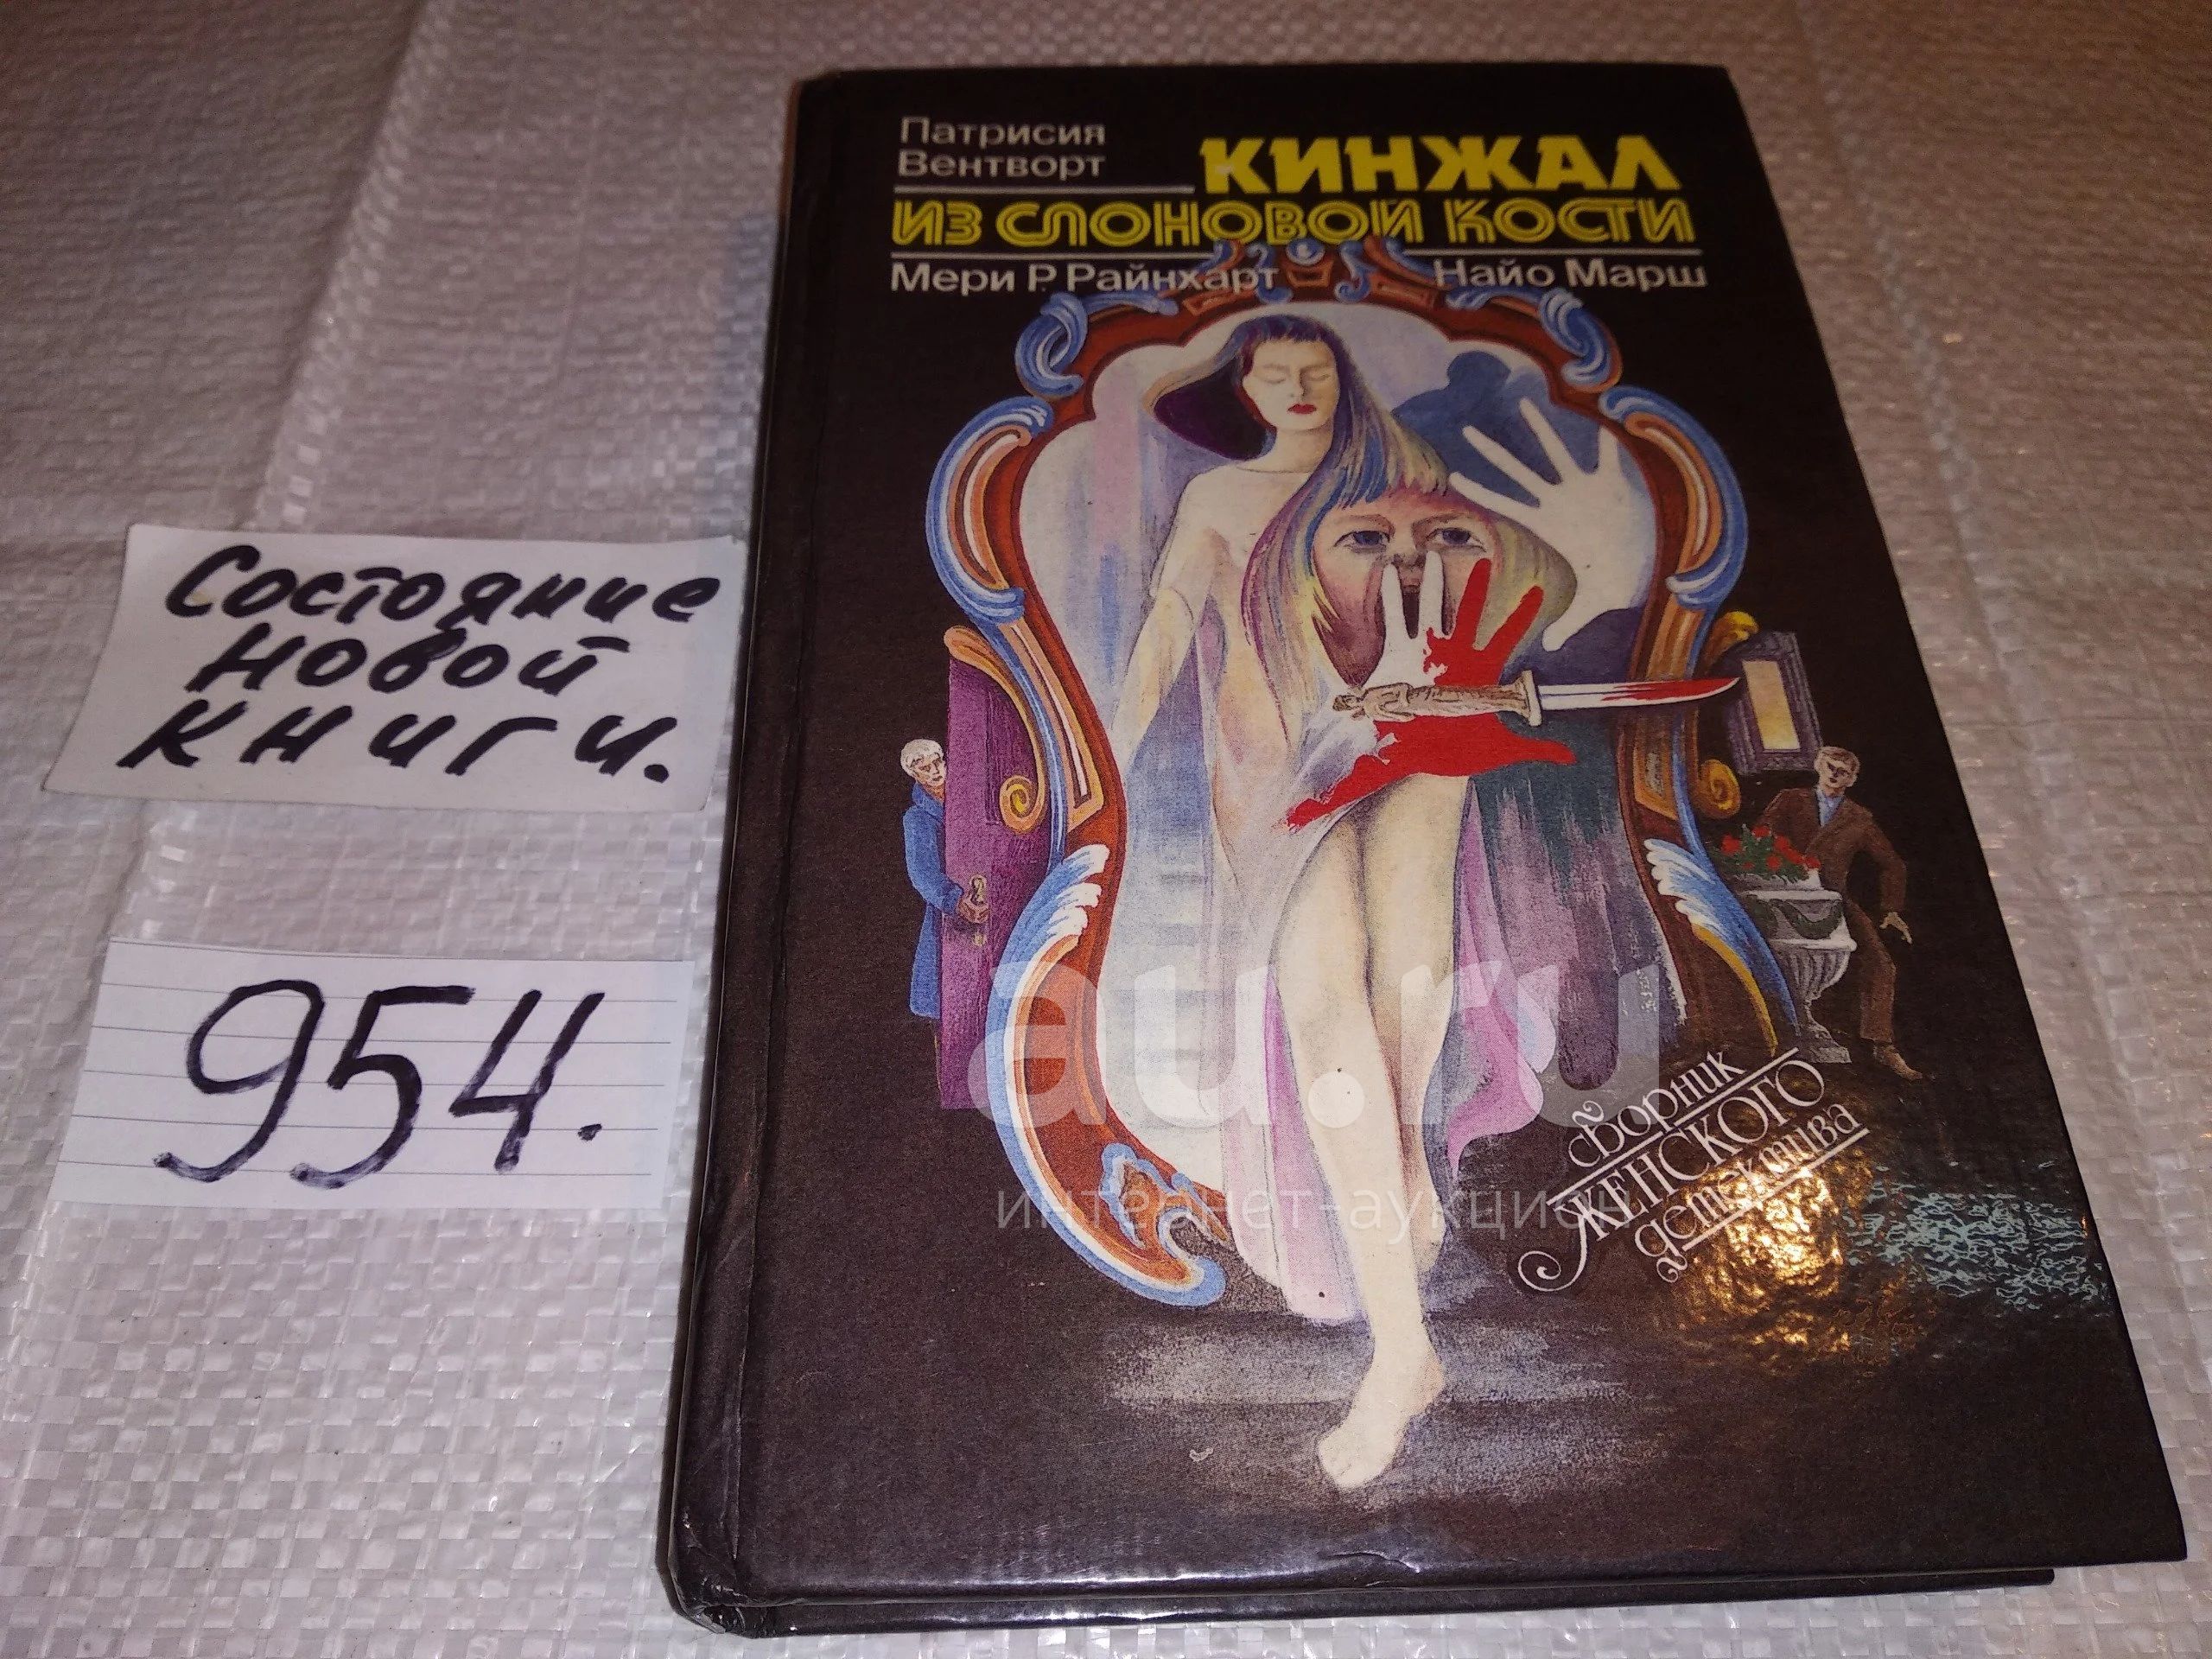 Патрисия
Вентворт
КИНЖАЛ
ИЗ СЛОНОВОЙ КОСТИ
Мери Р. Райнхарт
Найо Марш
Состояние
новой
книги.
954.
au.ru
интернет-аукцион
сборник
ЖЕНСКОГО
детектива